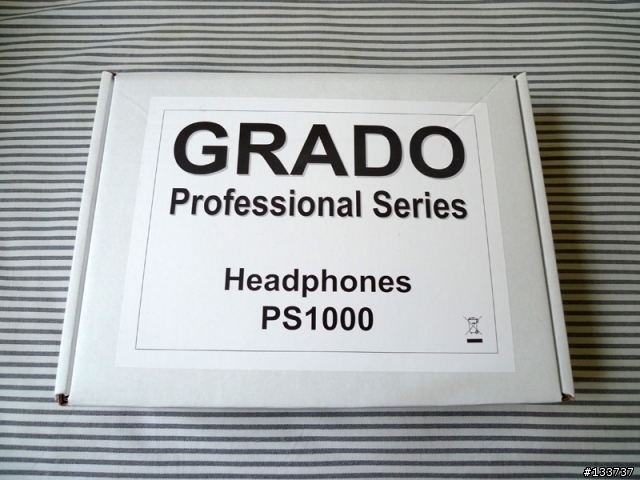 GRADO
Professional Series
Headphones
PS1000
#133737